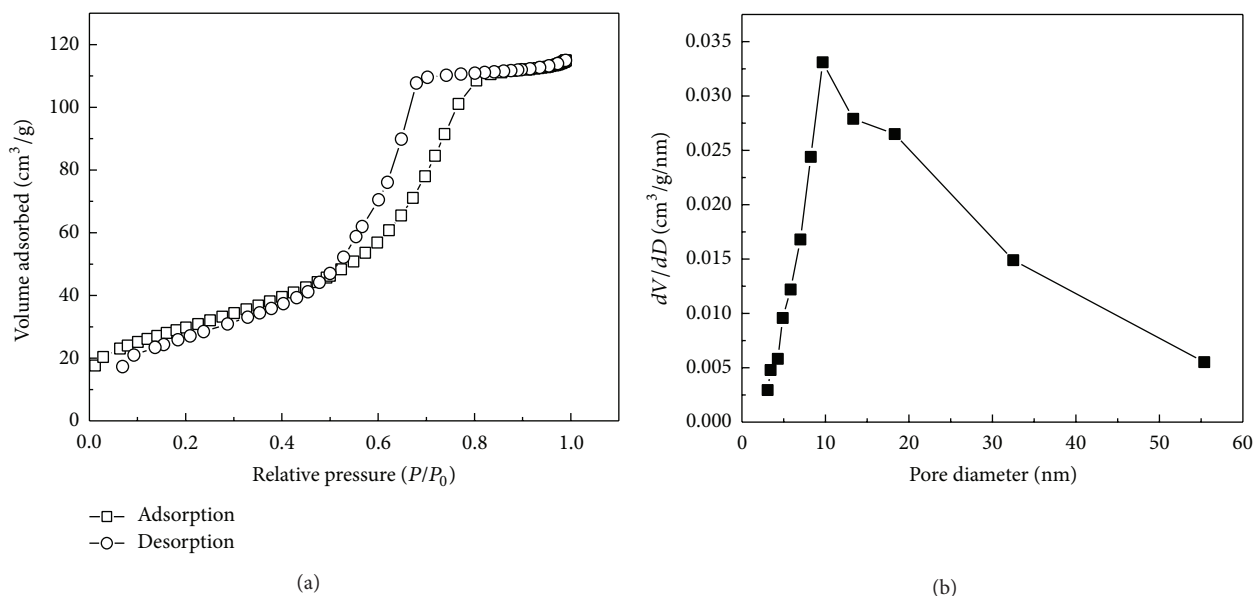 120
100
80
60
40
20
0
Volume adsorbed (cm³/g)
0.0 0.2 0.4 0.6 0.8 1.0
Relative pressure (P/P₀)
Adsorption
Desorption
(a)
0.035
0.030
0.025
0.020
0.015
0.010
0.005
0.000
dV/dD (cm³/g/nm)
0 10 20 30 40 50 60
Pore diameter (nm)
(b)